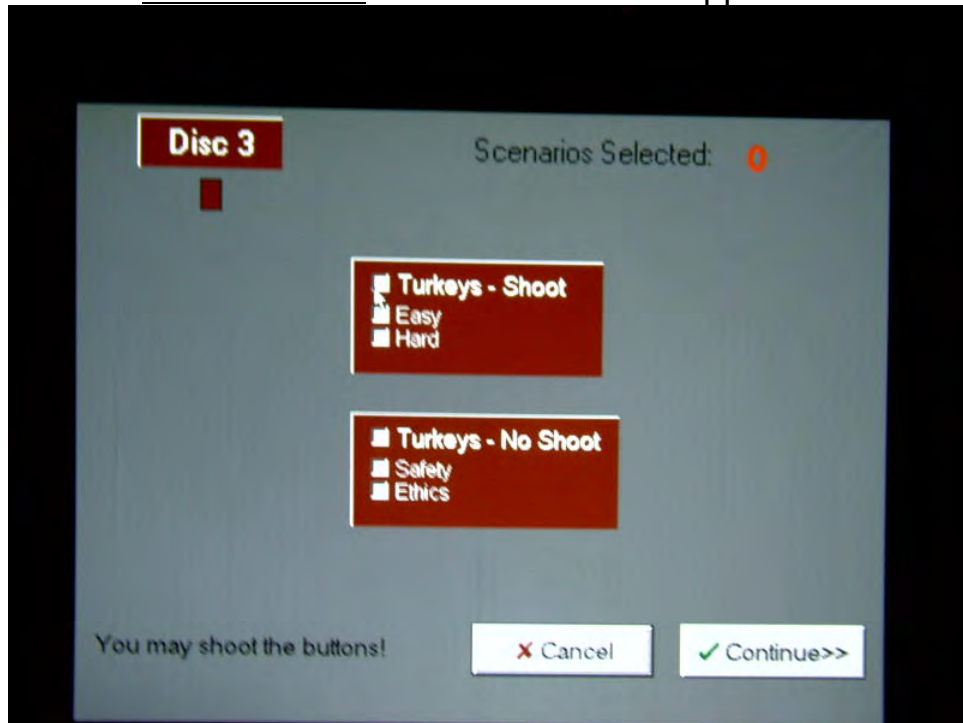 Disc 3
Scenarios Selected: 0
Turkeys - Shoot
Easy
Hard
Turkeys - No Shoot
Safety
Ethics
You may shoot the buttons!
Cancel
Continue>>